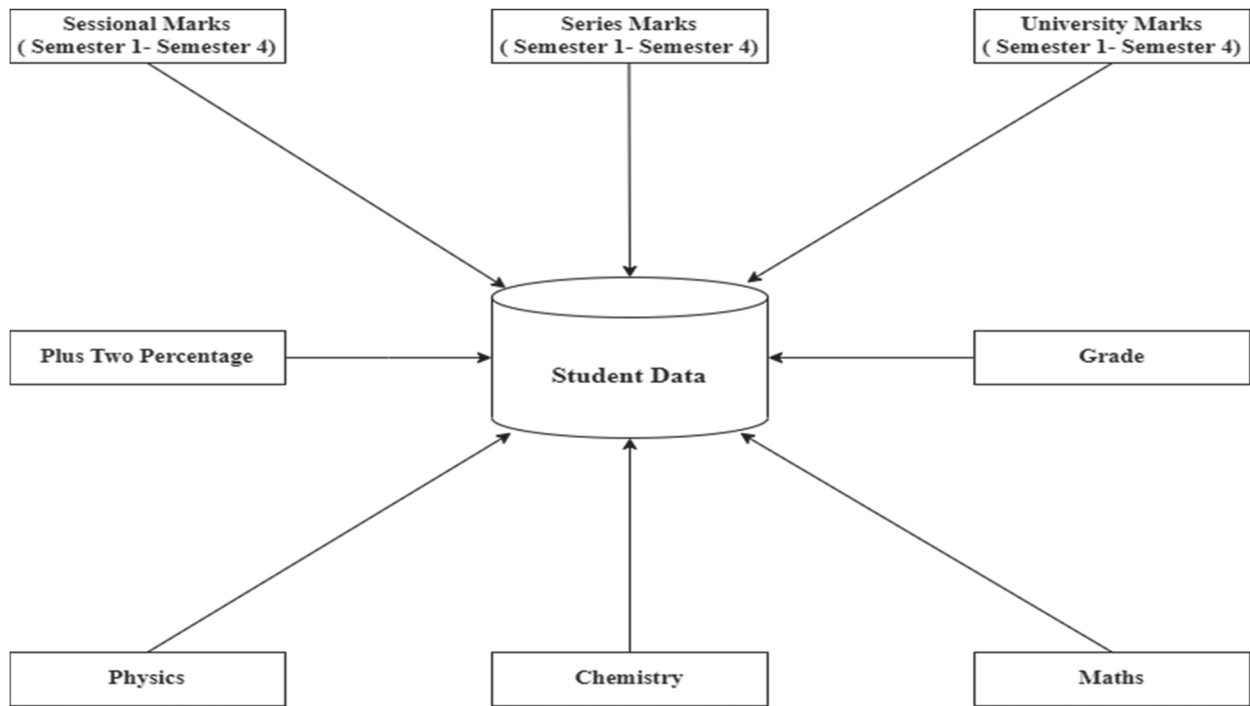 Sessional Marks
( Semester 1- Semester 4)
Series Marks
( Semester 1- Semester 4)
University Marks
( Semester 1- Semester 4)
Plus Two Percentage
Student Data
Grade
Physics
Chemistry
Maths